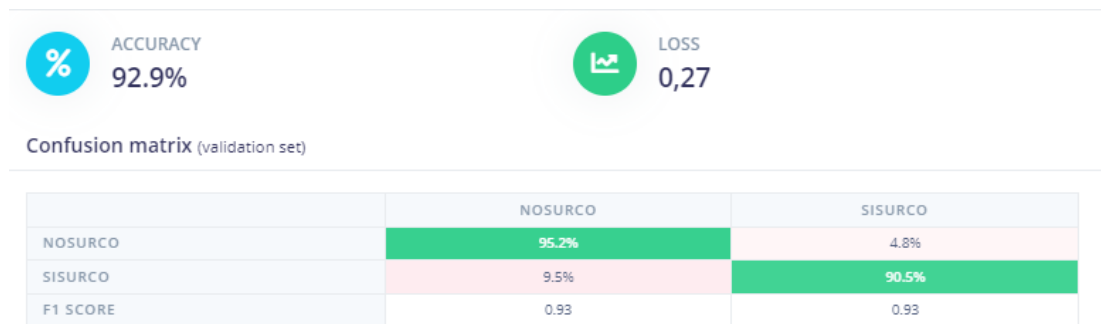 ACCURACY
92.9%
LOSS
0,27
Confusion matrix (validation set)
NOSURCO SISURCO
NOSURCO 95.2% 4.8%
SISURCO 9.5% 90.5%
F1 SCORE 0.93 0.93